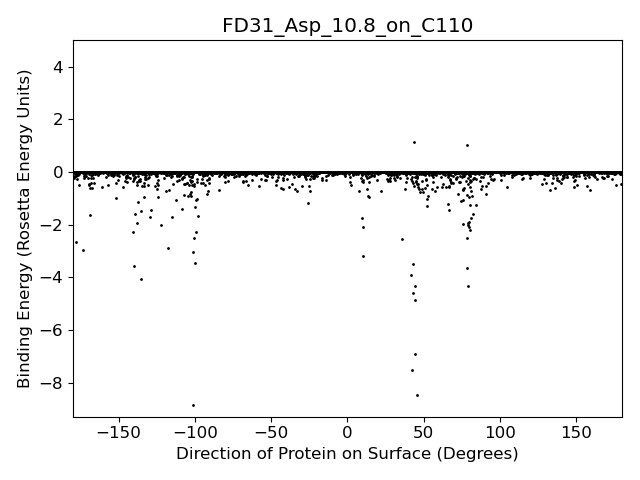 FD31_Asp_10.8_on_C110
4
2
0
−2
−4
−6
−8
Binding Energy (Rosetta Energy Units)
−150 −100 −50 0 50 100 150
Direction of Protein on Surface (Degrees)